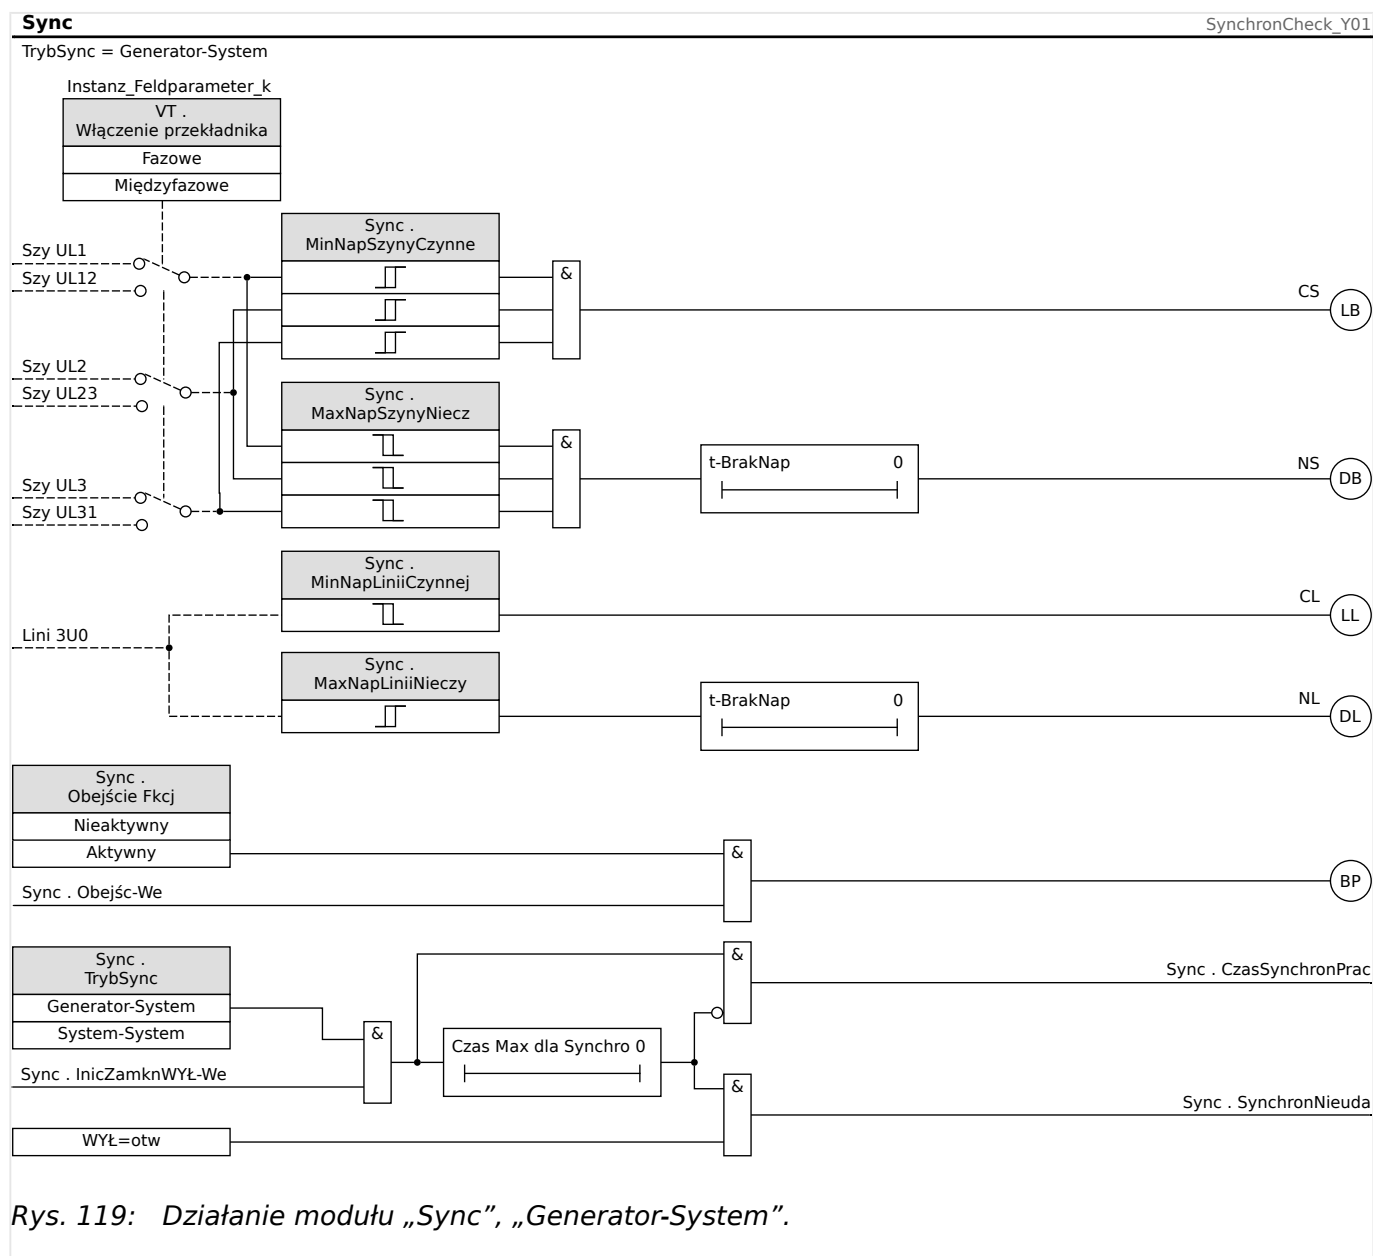 Sync
SynchronCheck_Y01
TrybSync = Generator-System
Instanz_Feldparameter_k
VT .
Włączenie przekładnika
Fazowe
Międzyfazowe
Szy UL1
Szy UL12
Szy UL2
Szy UL23
Szy UL3
Szy UL31
Sync .
MinNapSzynyCzynne
&
CS
LB
Sync .
MaxNapSzynyNiecz
&
t-BrakNap 0
NS
DB
Lini 3U0
Sync .
MinNapLiniiCzynnej
CL
LL
Sync .
MaxNapLiniiNieczy
t-BrakNap 0
NL
DL
Sync .
Obejście Fkcj
Nieaktywny
Aktywny
Sync . Obejśc-We
&
BP
Sync .
TrybSync
Generator-System
System-System
Sync . InicZamknWYŁ-We
&
Czas Max dla Synchro 0
&
Sync . CzasSynchronPrac
&
Sync . SynchronNieuda
WYŁ=otw
Rys. 119: Działanie modułu „Sync”, „Generator-System”.